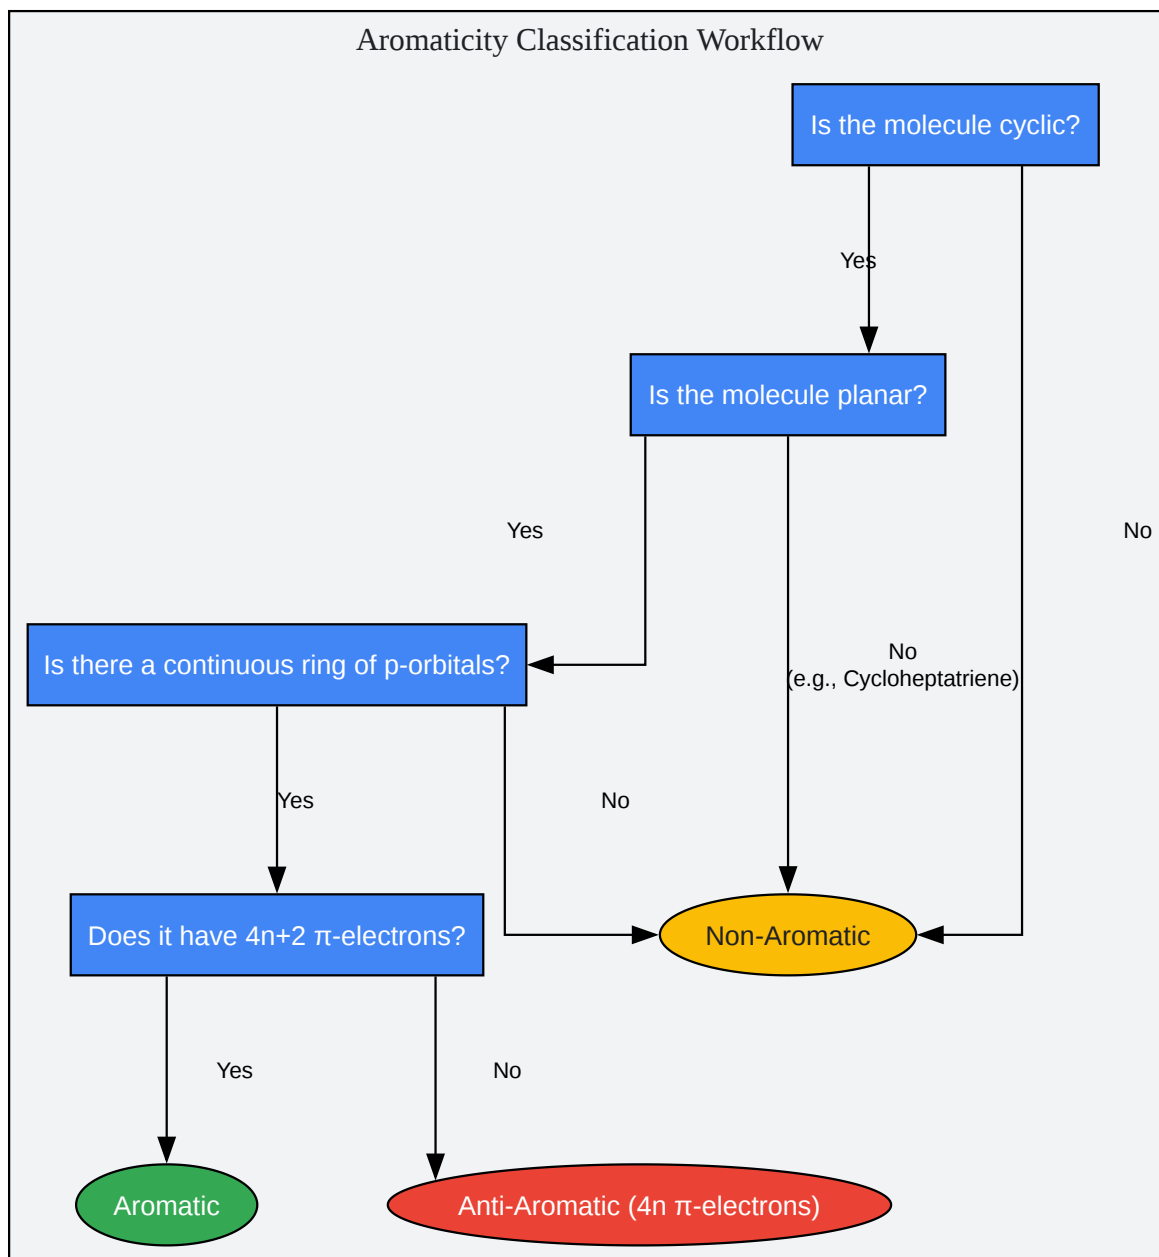 Aromaticity Classification Workflow
Is the molecule cyclic?
Yes
Is the molecule planar?
Yes
No
Is there a continuous ring of p-orbitals?
No
(e.g., Cycloheptatriene)
Yes
No
Does it have 4n+2 π-electrons?
Non-Aromatic
Yes
No
Aromatic
Anti-Aromatic (4n π-electrons)